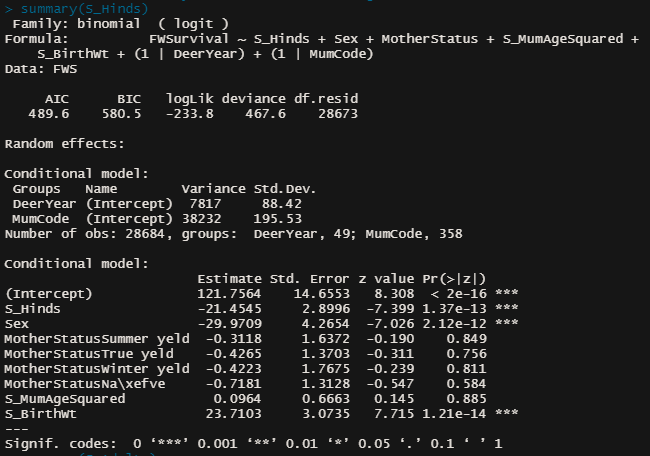 > summary(S_Hinds)
Family: binomial ( logit )
Formula: FWSurvival ~ S_Hinds + Sex + MotherStatus + S_MumAgeSquared +
S_BirthWt + (1 | DeerYear) + (1 | MumCode)
Data: FWS
AIC BIC logLik deviance df.resid
489.6 580.5 -233.8 467.6 28673
Random effects:
Conditional model:
Groups Name Variance Std.Dev.
DeerYear (Intercept) 7817 88.42
MumCode (Intercept) 38232 195.53
Number of obs: 28684, groups: DeerYear, 49; MumCode, 358
Conditional model:
Estimate Std. Error z value Pr(>|z|)
(Intercept) 121.7564 14.6553 8.308 < 2e-16 ***
S_Hinds -21.4545 2.8996 -7.399 1.37e-13 ***
Sex -29.9709 4.2654 -7.026 2.12e-12 ***
MotherStatusSummer yeld -0.3118 1.6372 -0.190 0.849
MotherStatusTrue yeld -0.4265 1.3703 -0.311 0.756
MotherStatusWinter yeld -0.4223 1.7675 -0.239 0.811
MotherStatusNa\xefve -0.7181 1.3128 -0.547 0.584
S_MumAgeSquared 0.0964 0.6663 0.145 0.885
S_BirthWt 23.7103 3.0735 7.715 1.21e-14 ***
---
Signif. codes: 0 ‘***’ 0.001 ‘**’ 0.01 ‘*’ 0.05 ‘.’ 0.1 ‘ ’ 1